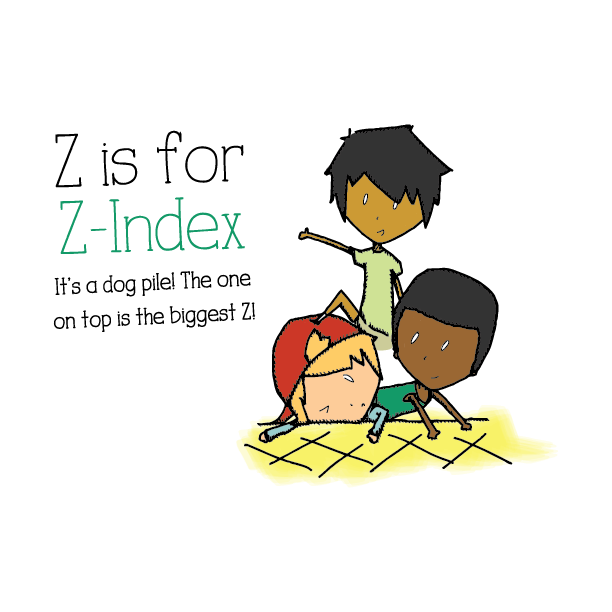 Z is for
Z-Index
It's a dog pile! The one
on top is the biggest Z!